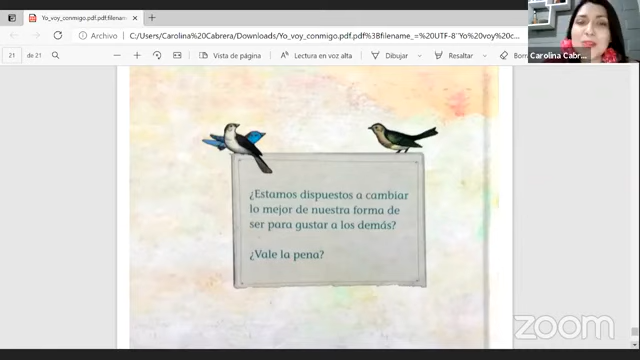 Yo_voy_conmigo.pdf.pdf;filenam
Archivo
C:/Users/Carolina%20Cabrera/Downloads/Yo_voy_conmigo.pdf.pdf%3Bfilename_=%20UTF-8''Yo%20voy%20c...
21
de 21
Vista de página
Lectura en voz alta
Dibujar
Resaltar
Borr
Carolina Cabr...
¿Estamos dispuestos a cambiar
lo mejor de nuestra forma de
ser para gustar a los demás?
¿Vale la pena?
zoom